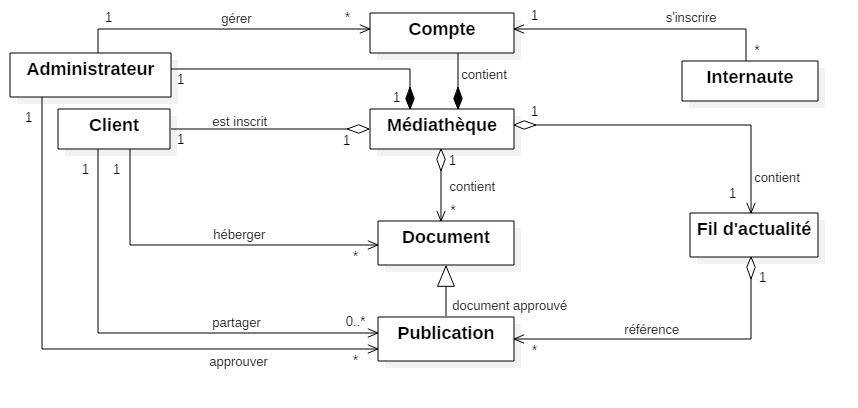 1
gérer
*
Compte
1
s'inscrire
*
Administrateur
1
1
contient
Internaute
1
Client
est inscrit
1
1
Médiathèque
1
1
1
1
contient
*
contient
1
héberger
*
Document
Fil d'actualité
1
document approuvé
partager
0..*
Publication
référence
*
approuver
*